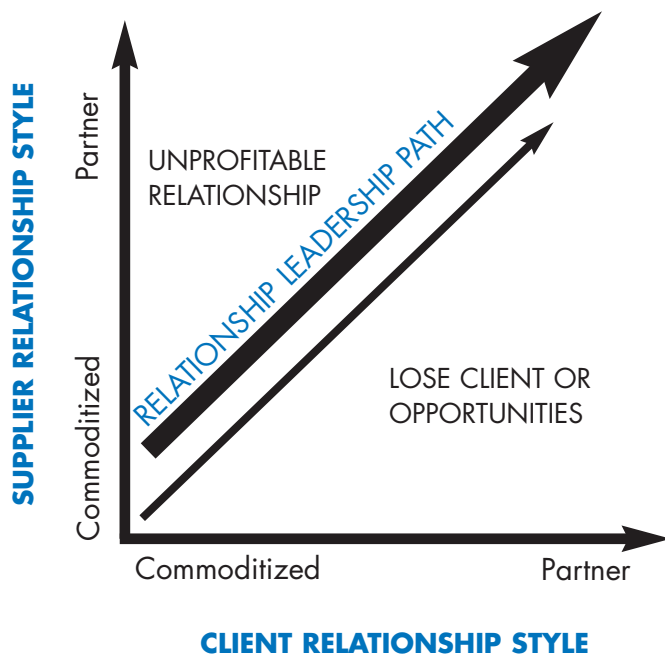 SUPPLIER RELATIONSHIP STYLE
Partner
Commoditized
UNPROFITABLE
RELATIONSHIP
RELATIONSHIP LEADERSHIP PATH
LOSE CLIENT OR
OPPORTUNITIES
Commoditized
Partner
CLIENT RELATIONSHIP STYLE